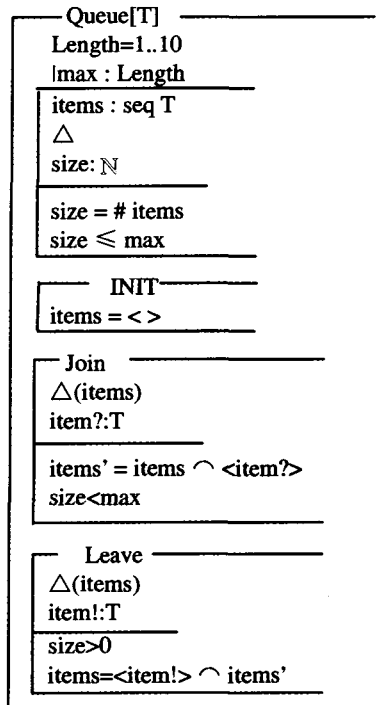 Queue[T]
Length=1..10
|max : Length
items : seq T
△
size: ℕ
size = # items
size ⩽ max
INIT
items = < >
Join
△(items)
item?:T
items’ = items ⌒ <item?>
size<max
Leave
△(items)
item!:T
size>0
items=<item!> ⌒ items’